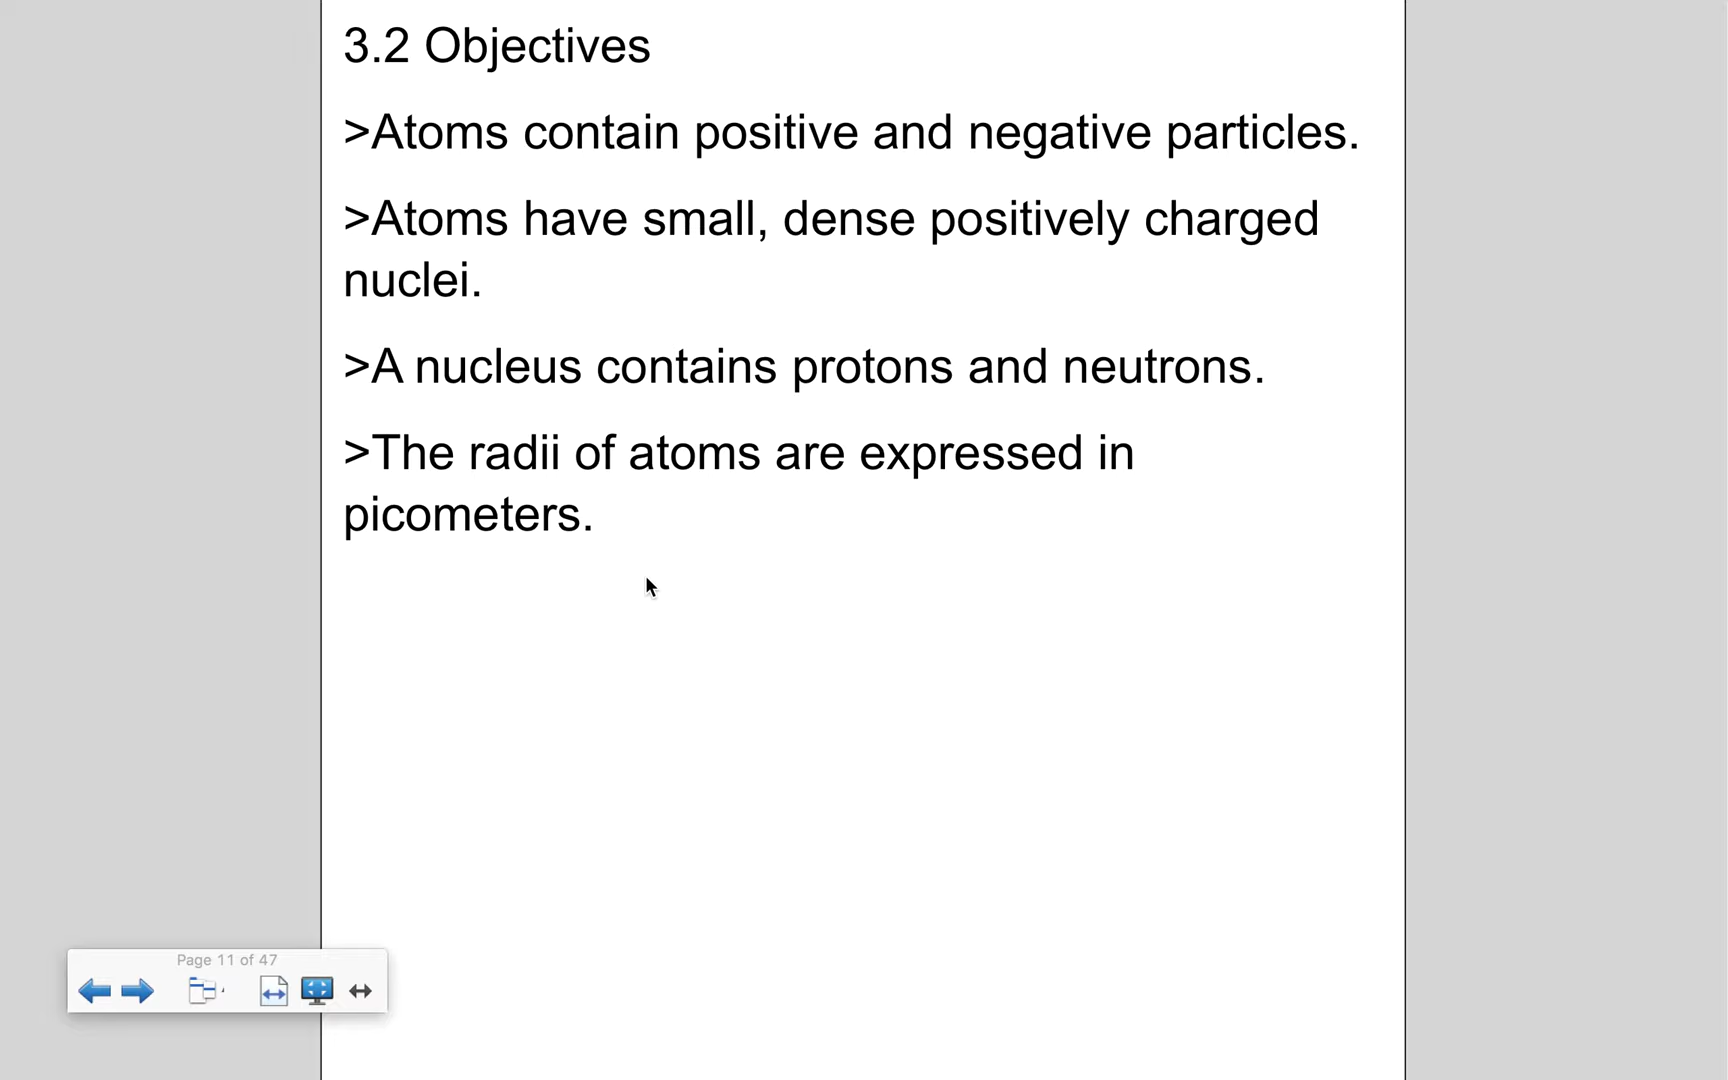 3.2 Objectives
>Atoms contain positive and negative particles.
>Atoms have small, dense positively charged
nuclei.
>A nucleus contains protons and neutrons.
>The radii of atoms are expressed in
picometers.
Page 11 of 47